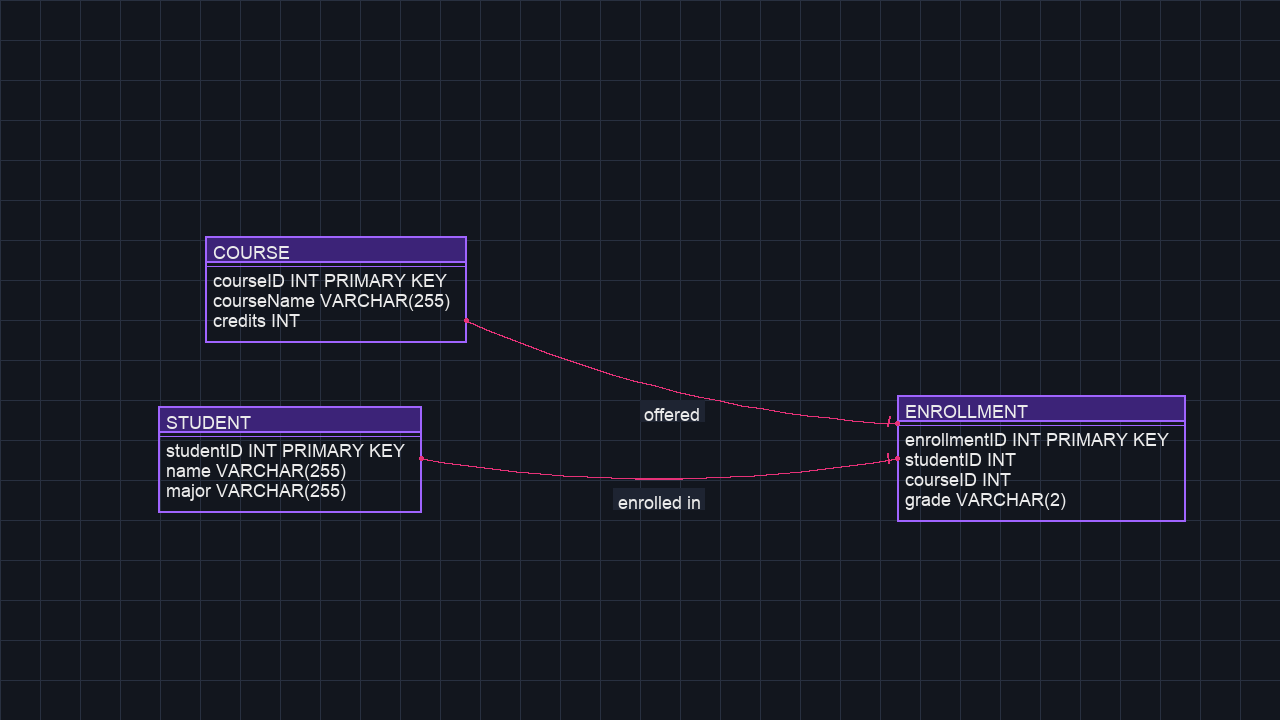 COURSE
courseID INT PRIMARY KEY
courseName VARCHAR(255)
credits INT
STUDENT
studentID INT PRIMARY KEY
name VARCHAR(255)
major VARCHAR(255)
offered
enrolled in
ENROLLMENT
enrollmentID INT PRIMARY KEY
studentID INT
courseID INT
grade VARCHAR(2)